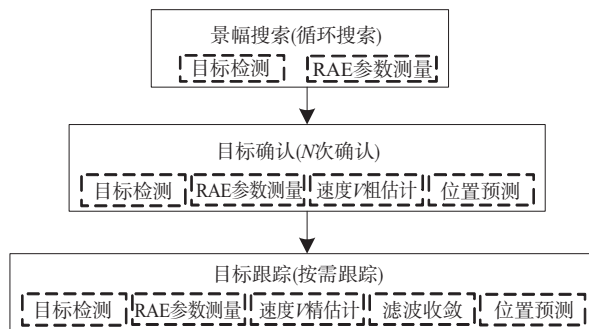 景幅搜索(循环搜索)
目标检测 RAE参数测量
目标确认(N次确认)
目标检测 RAE参数测量 速度V粗估计 位置预测
目标跟踪(按需跟踪)
目标检测 RAE参数测量 速度V精估计 滤波收敛 位置预测